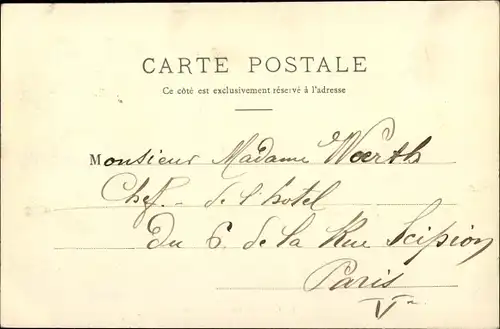 CARTE POSTALE
Ce côté est exclusivement réservé à l'adresse
Monsieur Madame Woerth
Chef. de l'hotel
Du 6. de la Rue Scipion
Paris
Ve